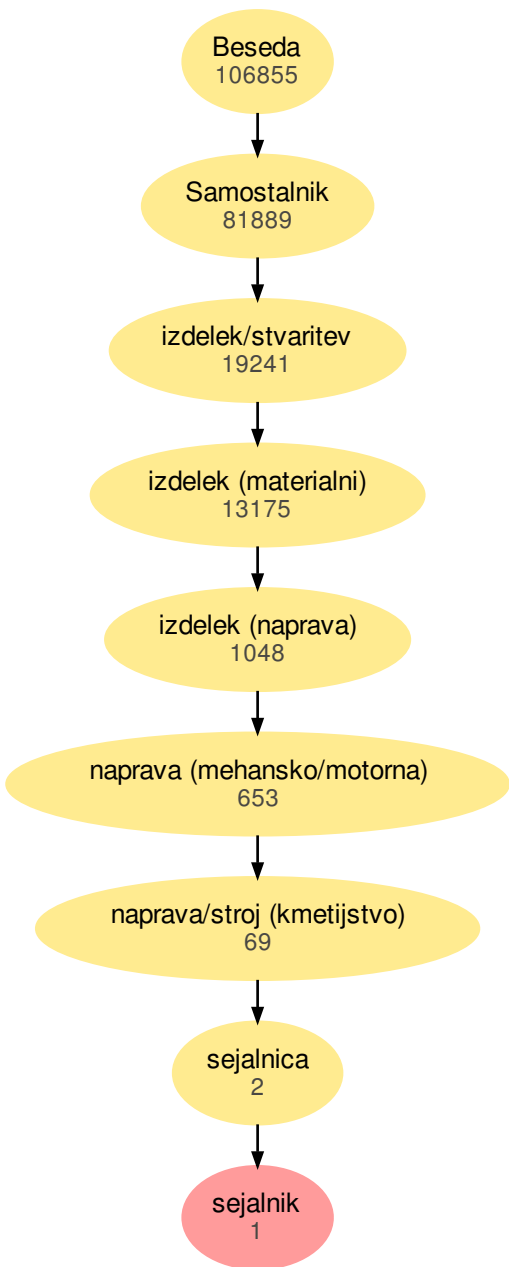 Beseda
106855
Samostalnik
81889
izdelek/stvaritev
19241
izdelek (materialni)
13175
izdelek (naprava)
1048
naprava (mehansko/motorna)
653
naprava/stroj (kmetijstvo)
69
sejalnica
2
sejalnik
1